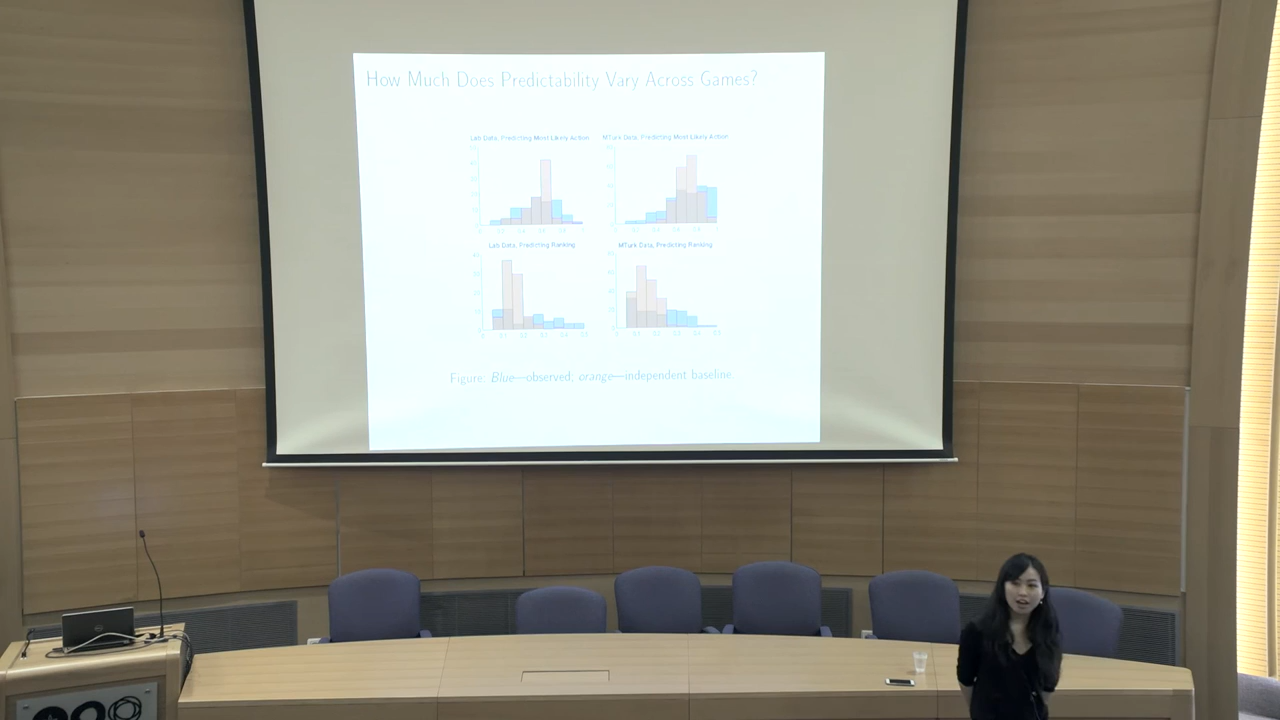 How Much Does Predictability Vary Across Games?
Lab Data, Predicting Most Likely Action
MTurk Data, Predicting Most Likely Action
Lab Data, Predicting Ranking
MTurk Data, Predicting Ranking
Figure: Blue—observed; orange—independent baseline